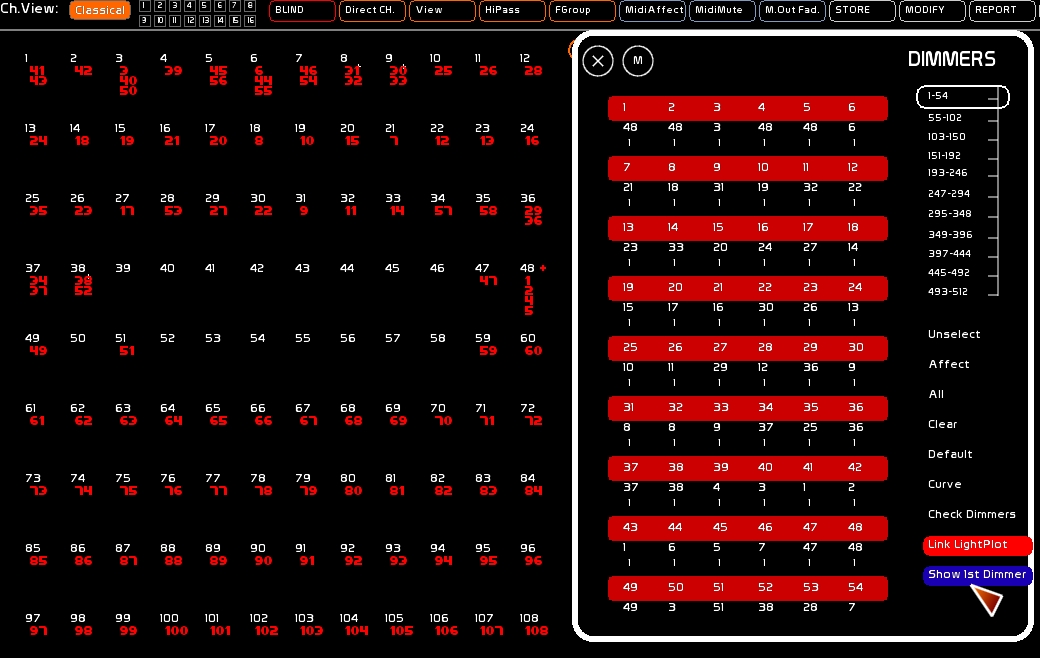 Ch.View: Classical 1 2 3 4 5 6 7 8 BLIND Direct CH. View HiPass FGroup MidiAffect MidiMute M.Out Fad. STORE MODIFY REPORT
9 10 11 12 13 14 15 16
1 2 3 4 5 6 7 8 9 10 11 12
41 42 3 39 45 6 46 31 30 25 26 28
43 40 56 44 54 32 33
50 55
13 14 15 16 17 18 19 20 21 22 23 24
24 18 19 21 20 8 10 15 7 12 13 16
25 26 27 28 29 30 31 32 33 34 35 36
35 23 17 53 27 22 9 11 14 57 58 29
36
37 38 39 40 41 42 43 44 45 46 47 48 +
34 38 47 1
37 52 2
4
5
49 50 51 52 53 54 55 56 57 58 59 60
49 51 59 60
61 62 63 64 65 66 67 68 69 70 71 72
61 62 63 64 65 66 67 68 69 70 71 72
73 74 75 76 77 78 79 80 81 82 83 84
73 74 75 76 77 78 79 80 81 82 83 84
85 86 87 88 89 90 91 92 93 94 95 96
85 86 87 88 89 90 91 92 93 94 95 96
97 98 99 100 101 102 103 104 105 106 107 108
97 98 99 100 101 102 103 104 105 106 107 108
X M DIMMERS
1 2 3 4 5 6
48 48 3 48 48 6
1 1 1 1 1 1
7 8 9 10 11 12
21 18 31 19 32 22
1 1 1 1 1 1
13 14 15 16 17 18
23 33 20 24 27 14
1 1 1 1 1 1
19 20 21 22 23 24
15 17 16 30 26 13
1 1 1 1 1 1
25 26 27 28 29 30
10 11 29 12 36 9
1 1 1 1 1 1
31 32 33 34 35 36
8 8 9 37 25 36
1 1 1 1 1 1
37 38 39 40 41 42
37 38 4 3 1 2
1 1 1 1 1 1
43 44 45 46 47 48
1 6 5 7 47 48
1 1 1 1 1 1
49 50 51 52 53 54
49 3 51 38 28 7
1-54
55-102
103-150
151-192
193-246
247-294
295-348
349-396
397-444
445-492
493-512
Unselect
Affect
All
Clear
Default
Curve
Check Dimmers
Link LightPlot
Show 1st Dimmer